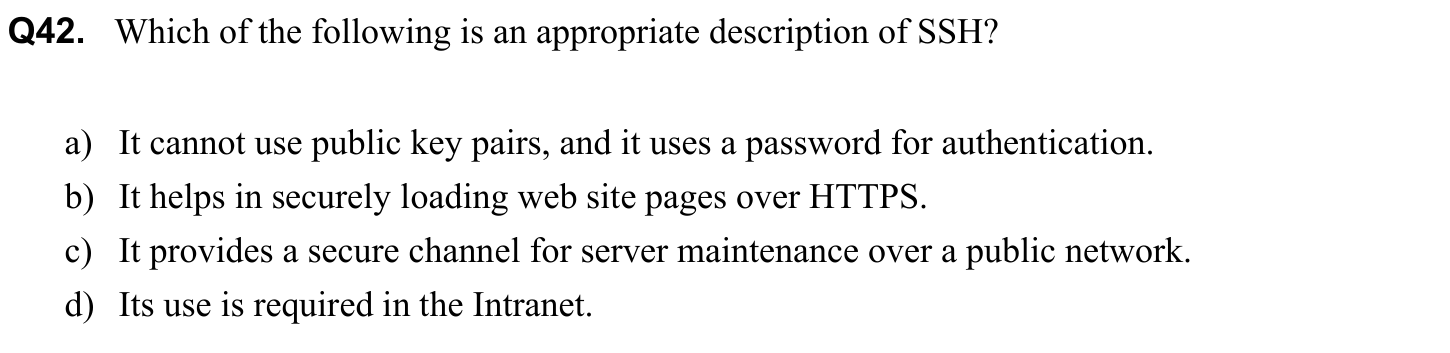 Q42. Which of the following is an appropriate description of SSH?
a) It cannot use public key pairs, and it uses a password for authentication.
b) It helps in securely loading web site pages over HTTPS.
c) It provides a secure channel for server maintenance over a public network.
d) Its use is required in the Intranet.